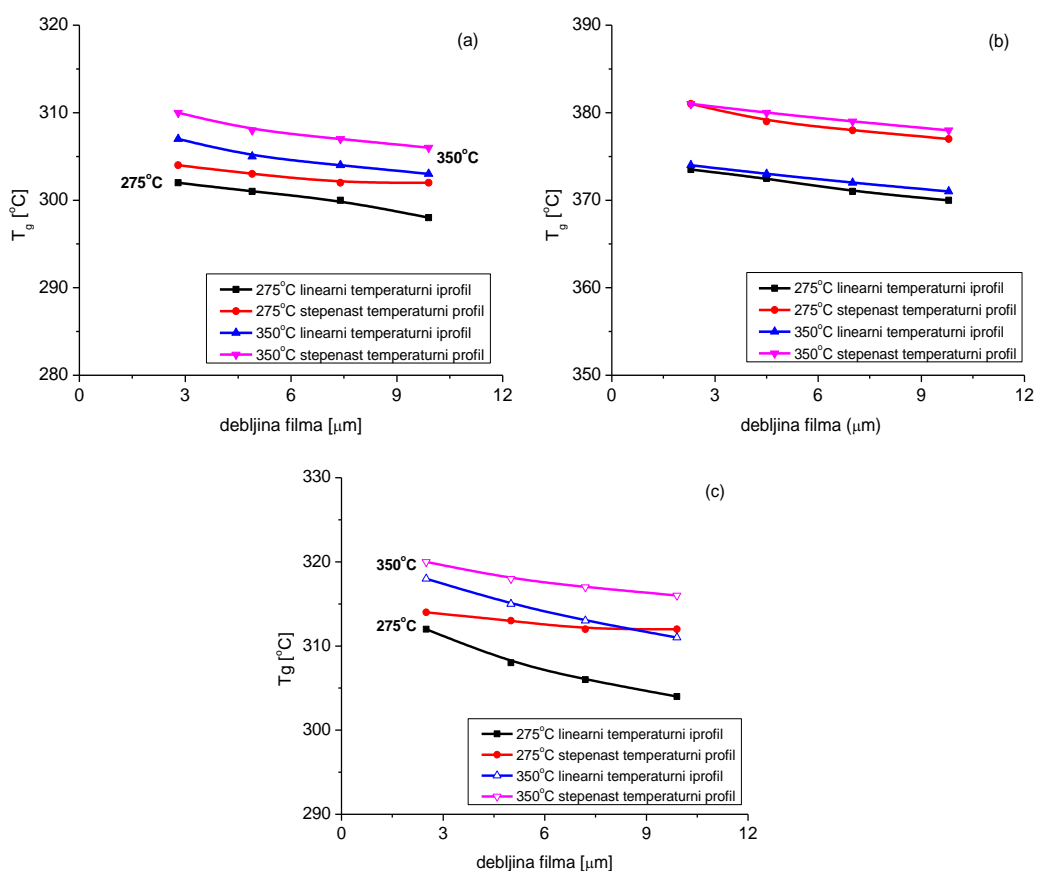 (a)
320
310
300
290
280
T_g [°C]
350°C
275°C
275°C linearni temperaturni iprofil
275°C stepenast temperaturni profil
350°C linearni temperaturni iprofil
350°C stepenast temperaturni profil
0 3 6 9 12
debljina filma [μm]
(b)
390
380
370
360
350
T_g [°C]
275°C linearni temperaturni iprofil
275°C stepenast temperaturni profil
350°C linearni temperaturni iprofil
350°C stepenast temperaturni profil
0 3 6 9 12
debljina filma (μm)
(c)
330
320
310
300
290
Tg [°C]
350°C
275°C
275°C linearni temperaturni iprofil
275°C stepenast temperaturni profil
350°C linearni temperaturni iprofil
350°C stepenast temperaturni profil
0 3 6 9 12
debljina filma [μm]